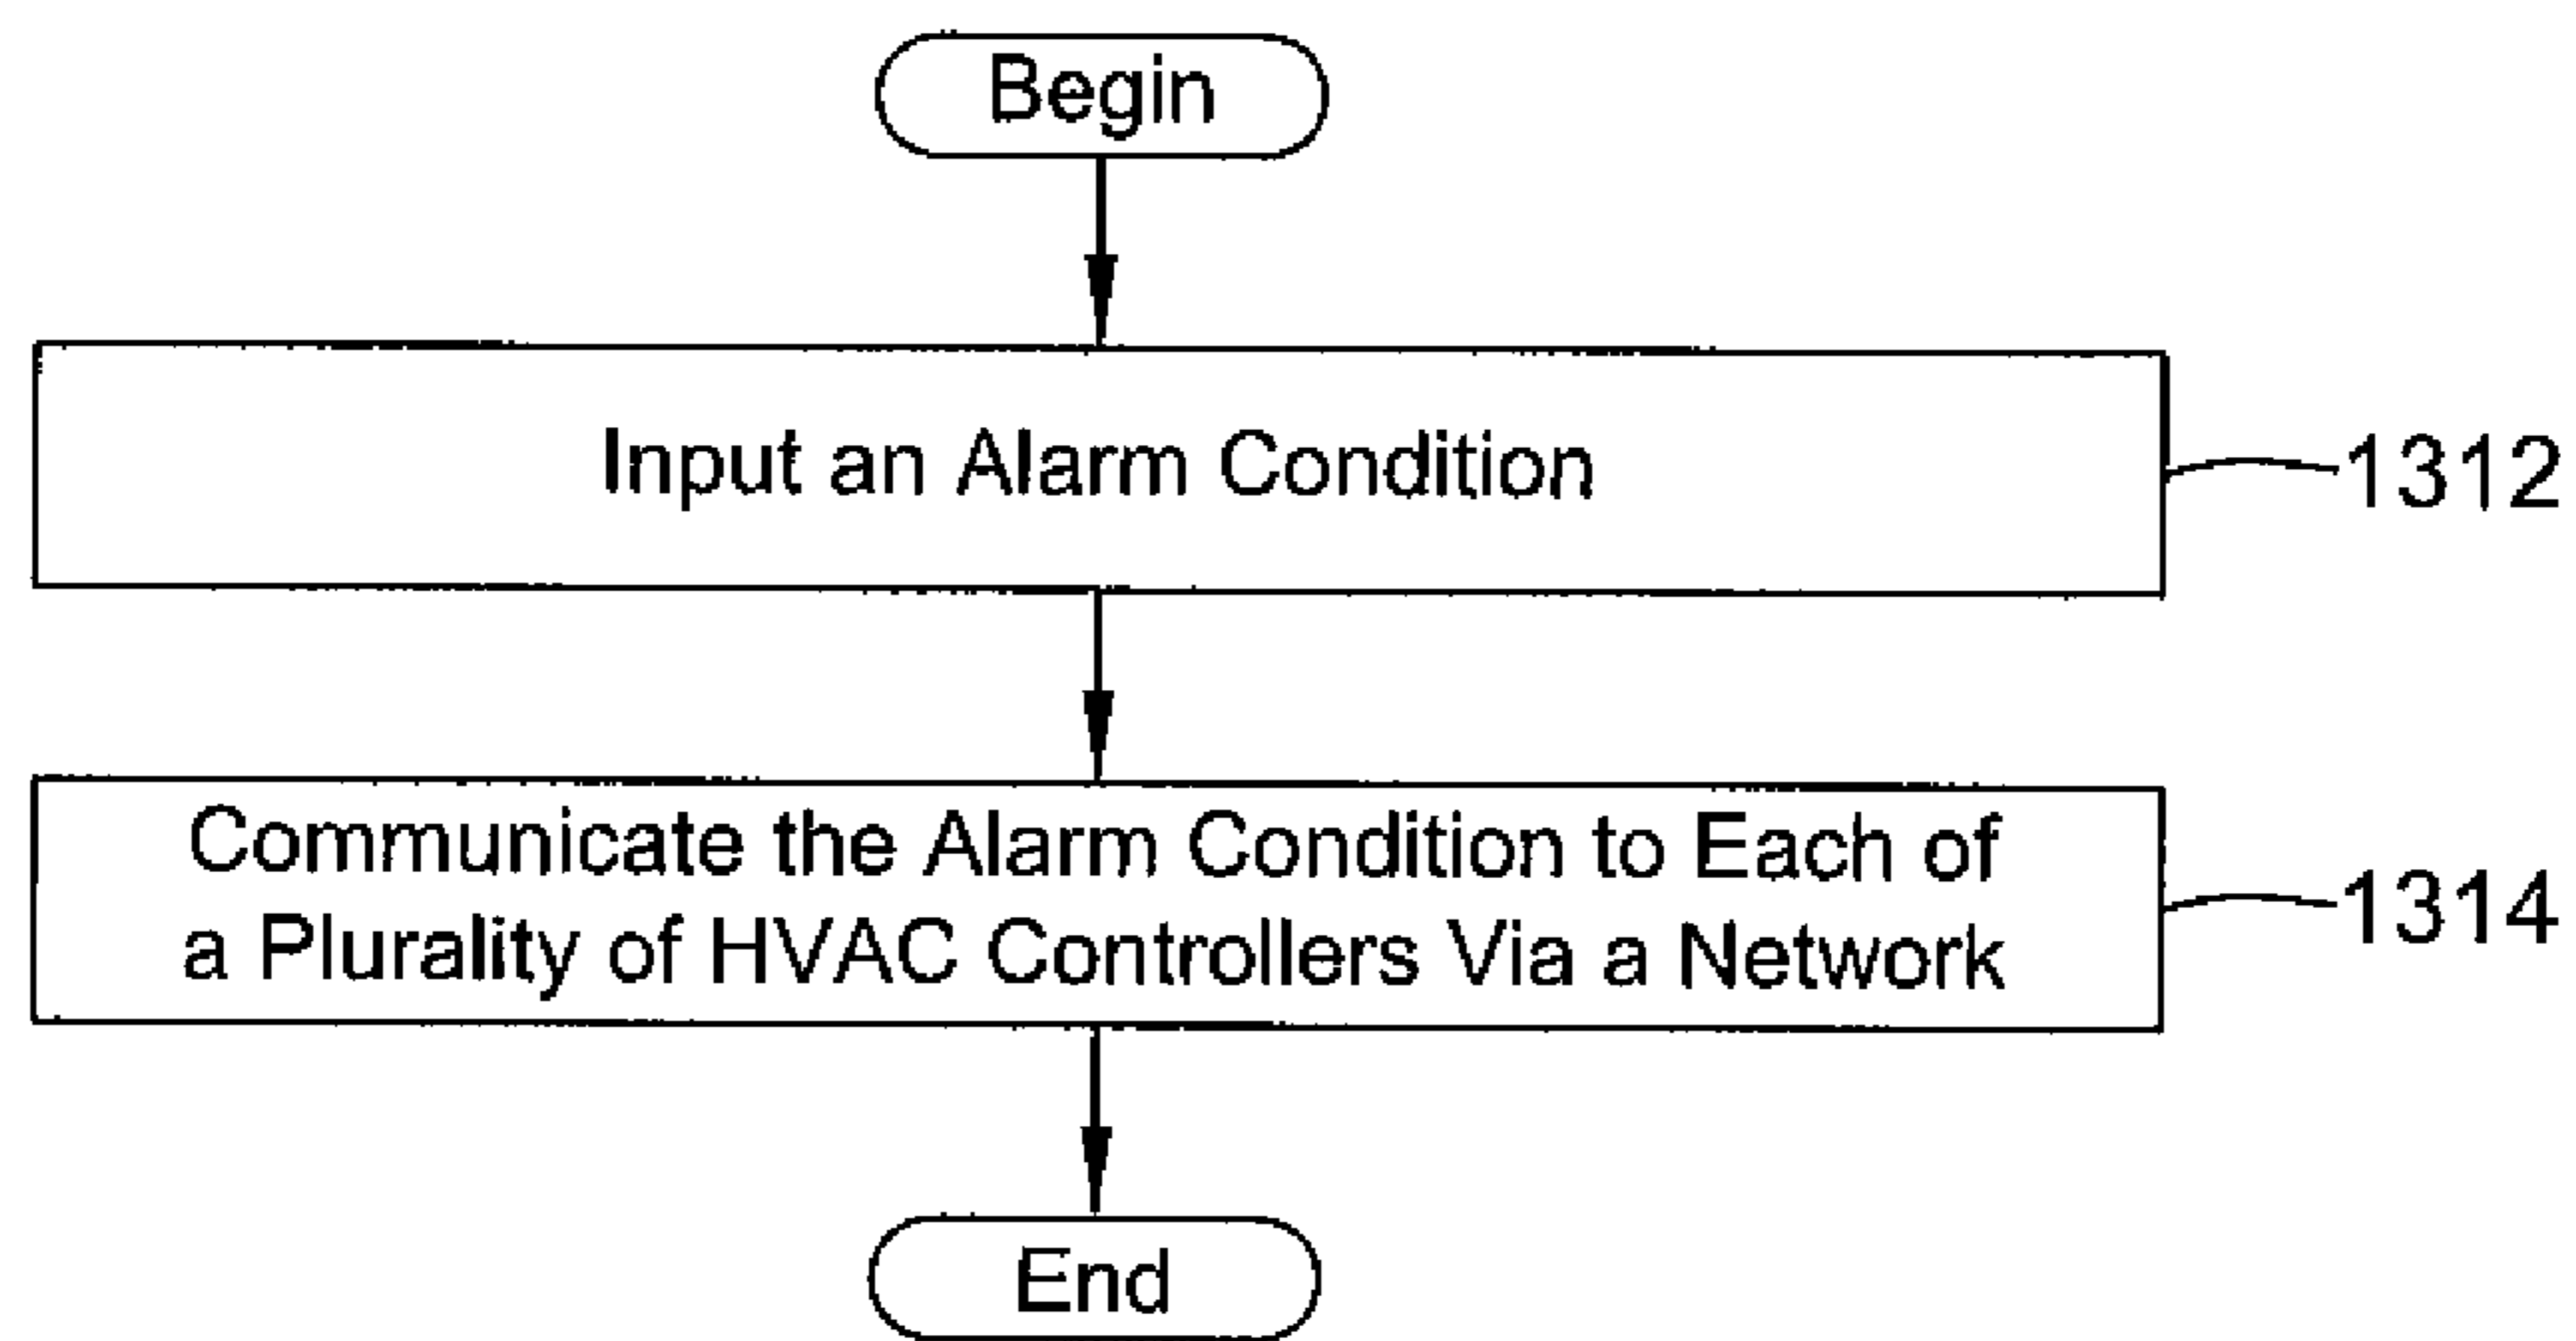 Begin
Input an Alarm Condition
1312
Communicate the Alarm Condition to Each of
a Plurality of HVAC Controllers Via a Network
1314
End